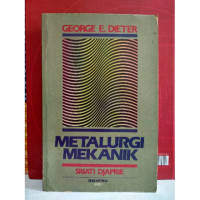 GEORGE E. DIETER
METALURGI
MEKANIK
SRIATI DJAPRIE